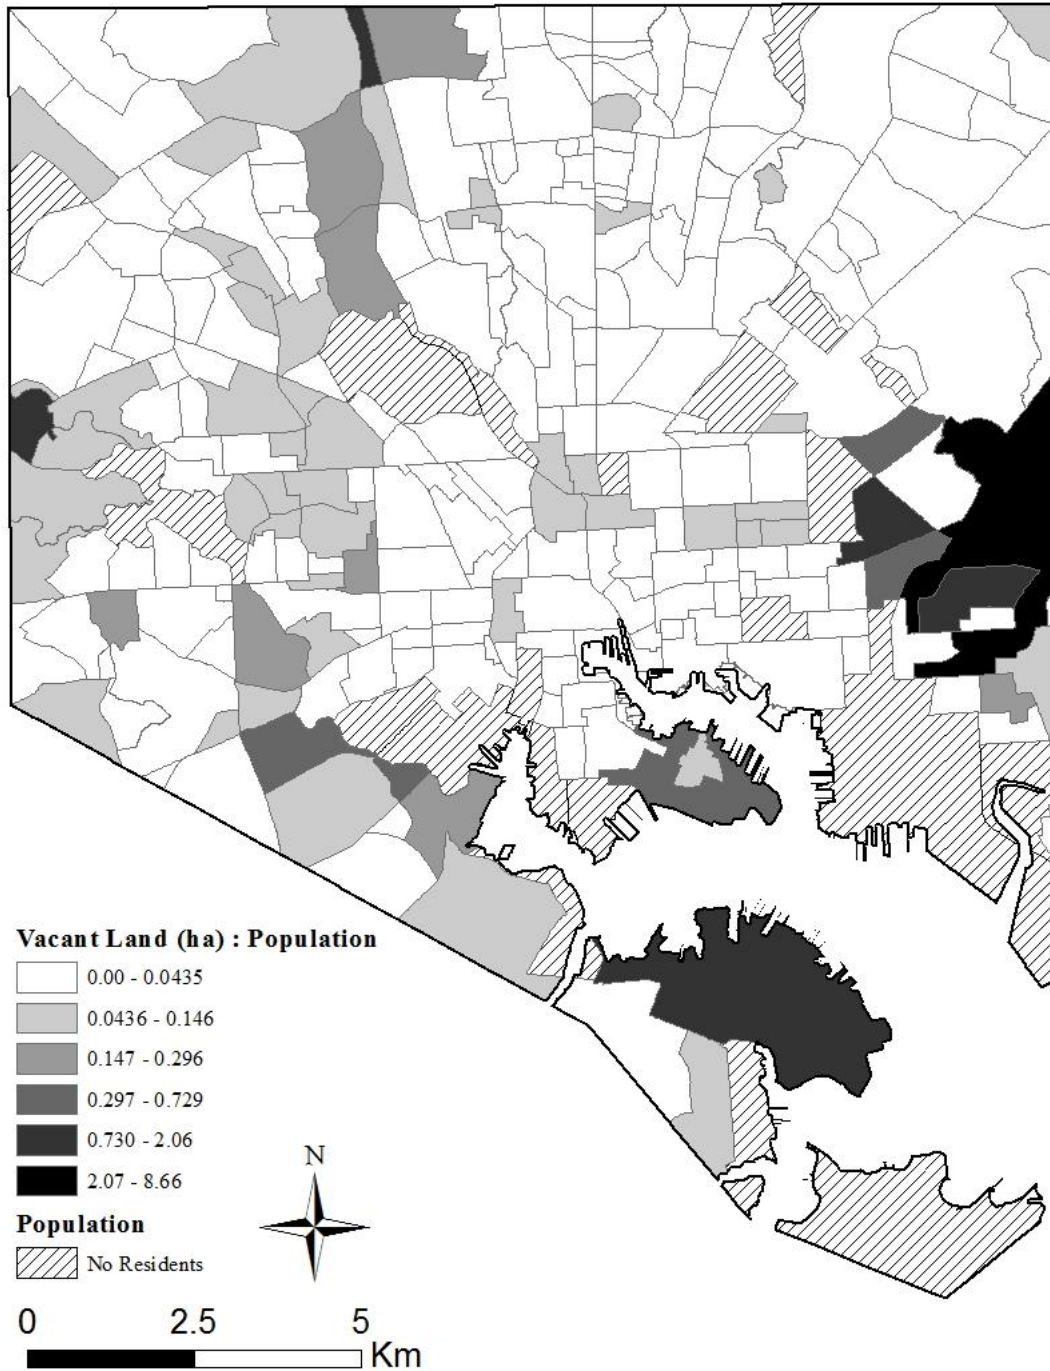 Vacant Land (ha) : Population
0.00 - 0.0435
0.0436 - 0.146
0.147 - 0.296
0.297 - 0.729
0.730 - 2.06
2.07 - 8.66
Population
No Residents
N
0 2.5 5
Km